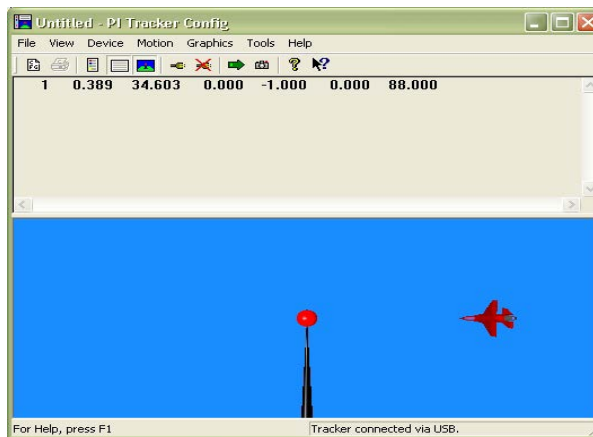 Untitled - PI Tracker Config
File View Device Motion Graphics Tools Help
1 0.389 34.603 0.000 -1.000 0.000 88.000
For Help, press F1 Tracker connected via USB.